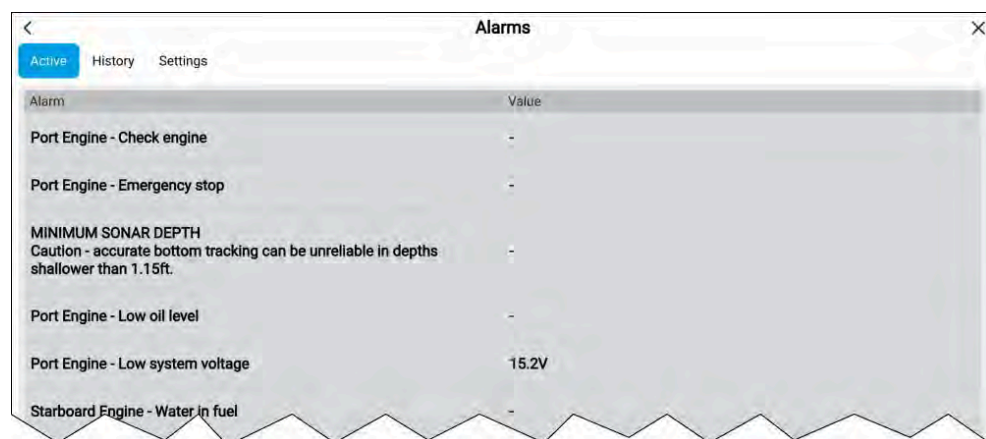 Alarms
Active History Settings
Alarm Value
Port Engine - Check engine -
Port Engine - Emergency stop -
MINIMUM SONAR DEPTH
Caution - accurate bottom tracking can be unreliable in depths -
shallower than 1.15ft.
Port Engine - Low oil level -
Port Engine - Low system voltage 15.2V
Starboard Engine - Water in fuel -